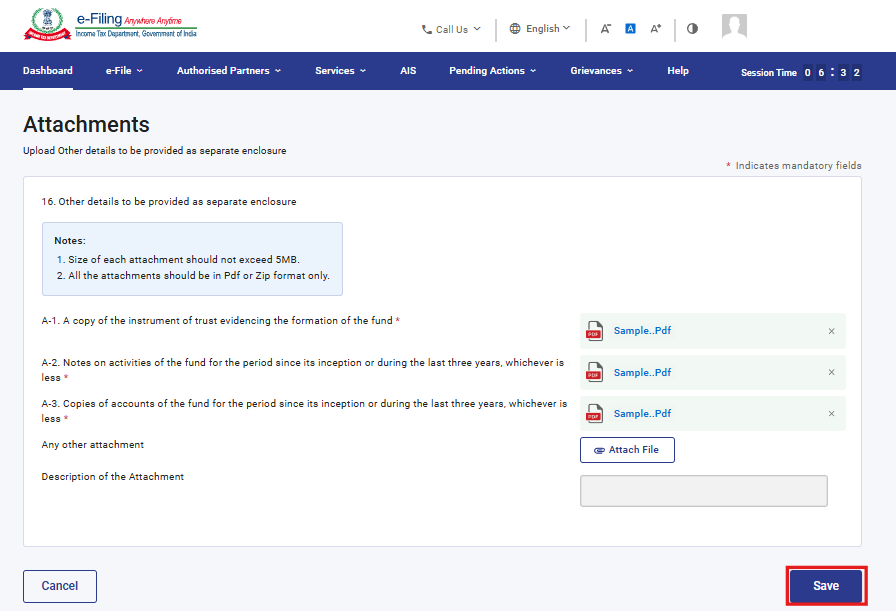 e-Filing Anywhere Anytime
Income Tax Department, Government of India
Call Us
English
A-
A
A+
Dashboard
e-File
Authorised Partners
Services
AIS
Pending Actions
Grievances
Help
Session Time 0 6 : 3 2
Attachments
Upload Other details to be provided as separate enclosure
* Indicates mandatory fields
16. Other details to be provided as separate enclosure
Notes:
1. Size of each attachment should not exceed 5MB.
2. All the attachments should be in Pdf or Zip format only.
A-1. A copy of the instrument of trust evidencing the formation of the fund *
PDF Sample..Pdf ×
A-2. Notes on activities of the fund for the period since its inception or during the last three years, whichever is
less *
PDF Sample..Pdf ×
A-3. Copies of accounts of the fund for the period since its inception or during the last three years, whichever is
less *
PDF Sample..Pdf ×
Any other attachment
Attach File
Description of the Attachment
Cancel
Save